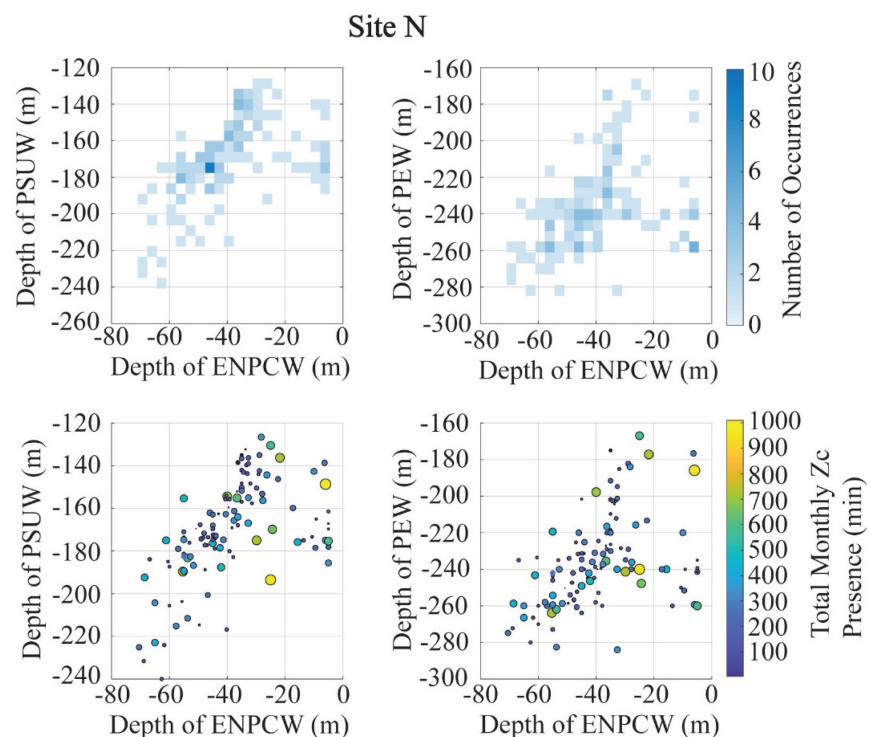 Site N
-120
-140
-160
-180
-200
-220
-240
-260
Depth of PSUW (m)
-80 -60 -40 -20 0
Depth of ENPCW (m)
-160
-180
-200
-220
-240
-260
-280
-300
Depth of PEW (m)
-80 -60 -40 -20 0
Depth of ENPCW (m)
10
8
6
4
2
0
Number of Occurrences
-120
-140
-160
-180
-200
-220
-240
Depth of PSUW (m)
-80 -60 -40 -20 0
Depth of ENPCW (m)
-160
-180
-200
-220
-240
-260
-280
-300
Depth of PEW (m)
-80 -60 -40 -20 0
Depth of ENPCW (m)
1000
900
800
700
600
500
400
300
200
100
Total Monthly Zc
Presence (min)